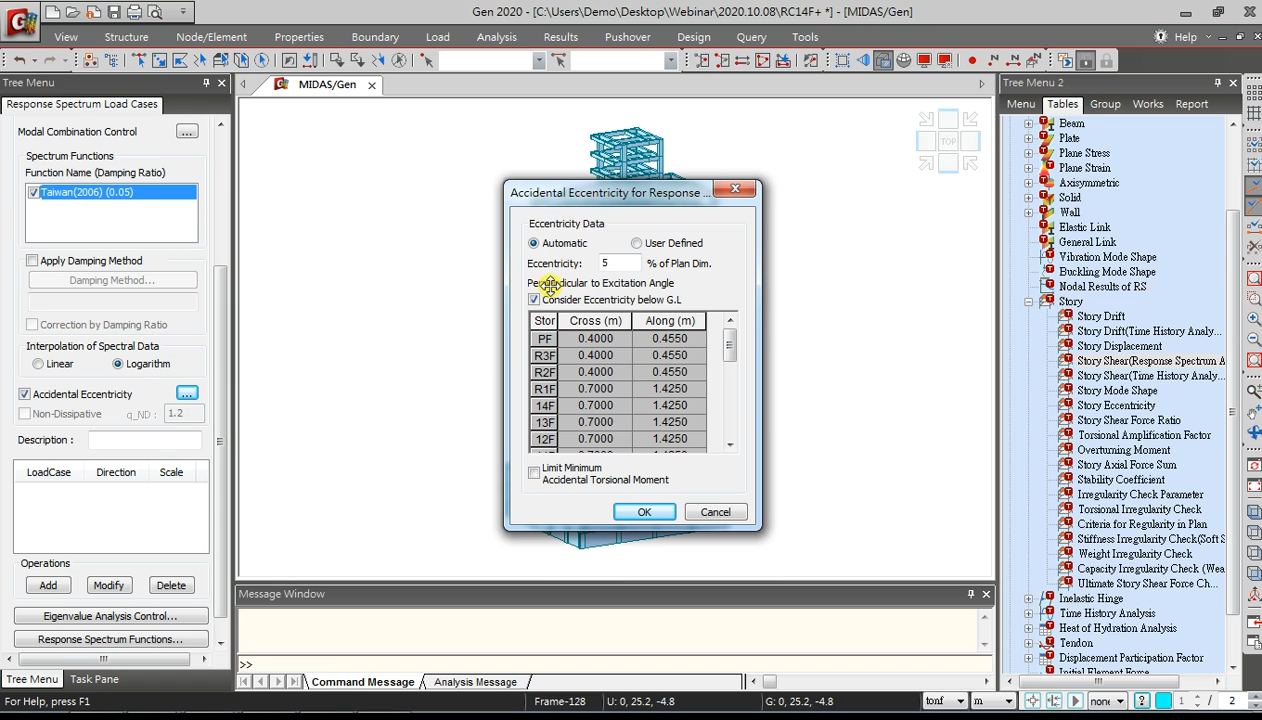 Gen 2020 - [C:\Users\Demo\Desktop\Webinar\2020.10.08\RC14F+ *] - [MIDAS/Gen]
View Structure Node/Element Properties Boundary Load Analysis Results Pushover Design Query Tools Help
Tree Menu
Response Spectrum Load Cases
Modal Combination Control ...
Spectrum Functions
Function Name (Damping Ratio)
Taiwan(2006) (0.05)
Apply Damping Method
Damping Method...
Correction by Damping Ratio
Interpolation of Spectral Data
Linear Logarithm
Accidental Eccentricity ...
Non-Dissipative q_ND : 1.2
Description :
LoadCase Direction Scale
Operations
Add Modify Delete
Eigenvalue Analysis Control...
Response Spectrum Functions...
Tree Menu Task Pane
For Help, press F1
MIDAS/Gen
TOP
Accidental Eccentricity for Response ...
Eccentricity Data
Automatic User Defined
Eccentricity: 5 % of Plan Dim.
Perpendicular to Excitation Angle
Consider Eccentricity below G.L
Stor Cross (m) Along (m)
PF 0.4000 0.4550
R3F 0.4000 0.4550
R2F 0.4000 0.4550
R1F 0.7000 1.4250
14F 0.7000 1.4250
13F 0.7000 1.4250
12F 0.7000 1.4250
Limit Minimum
Accidental Torsional Moment
OK Cancel
Message Window
>>
Command Message Analysis Message
Frame-128 U: 0, 25.2, -4.8 G: 0, 25.2, -4.8 tonf m none ? 1 / 2
Tree Menu 2
Menu Tables Group Works Report
Beam
Plate
Plane Stress
Plane Strain
Axisymmetric
Solid
Wall
Elastic Link
General Link
Vibration Mode Shape
Buckling Mode Shape
Nodal Results of RS
Story
Story Drift
Story Drift(Time History Analy...
Story Displacement
Story Shear(Response Spectrum A
Story Shear(Time History Analy...
Story Mode Shape
Story Eccentricity
Story Shear Force Ratio
Torsional Amplification Factor
Overturning Moment
Story Axial Force Sum
Stability Coefficient
Irregularity Check Parameter
Torsional Irregularity Check
Criteria for Regularity in Plan
Stiffness Irregularity Check(Soft S
Weight Irregularity Check
Capacity Irregularity Check (Wea
Ultimate Story Shear Force Ch...
Inelastic Hinge
Time History Analysis
Heat of Hydration Analysis
Tendon
Displacement Participation Factor
Initial Element Force